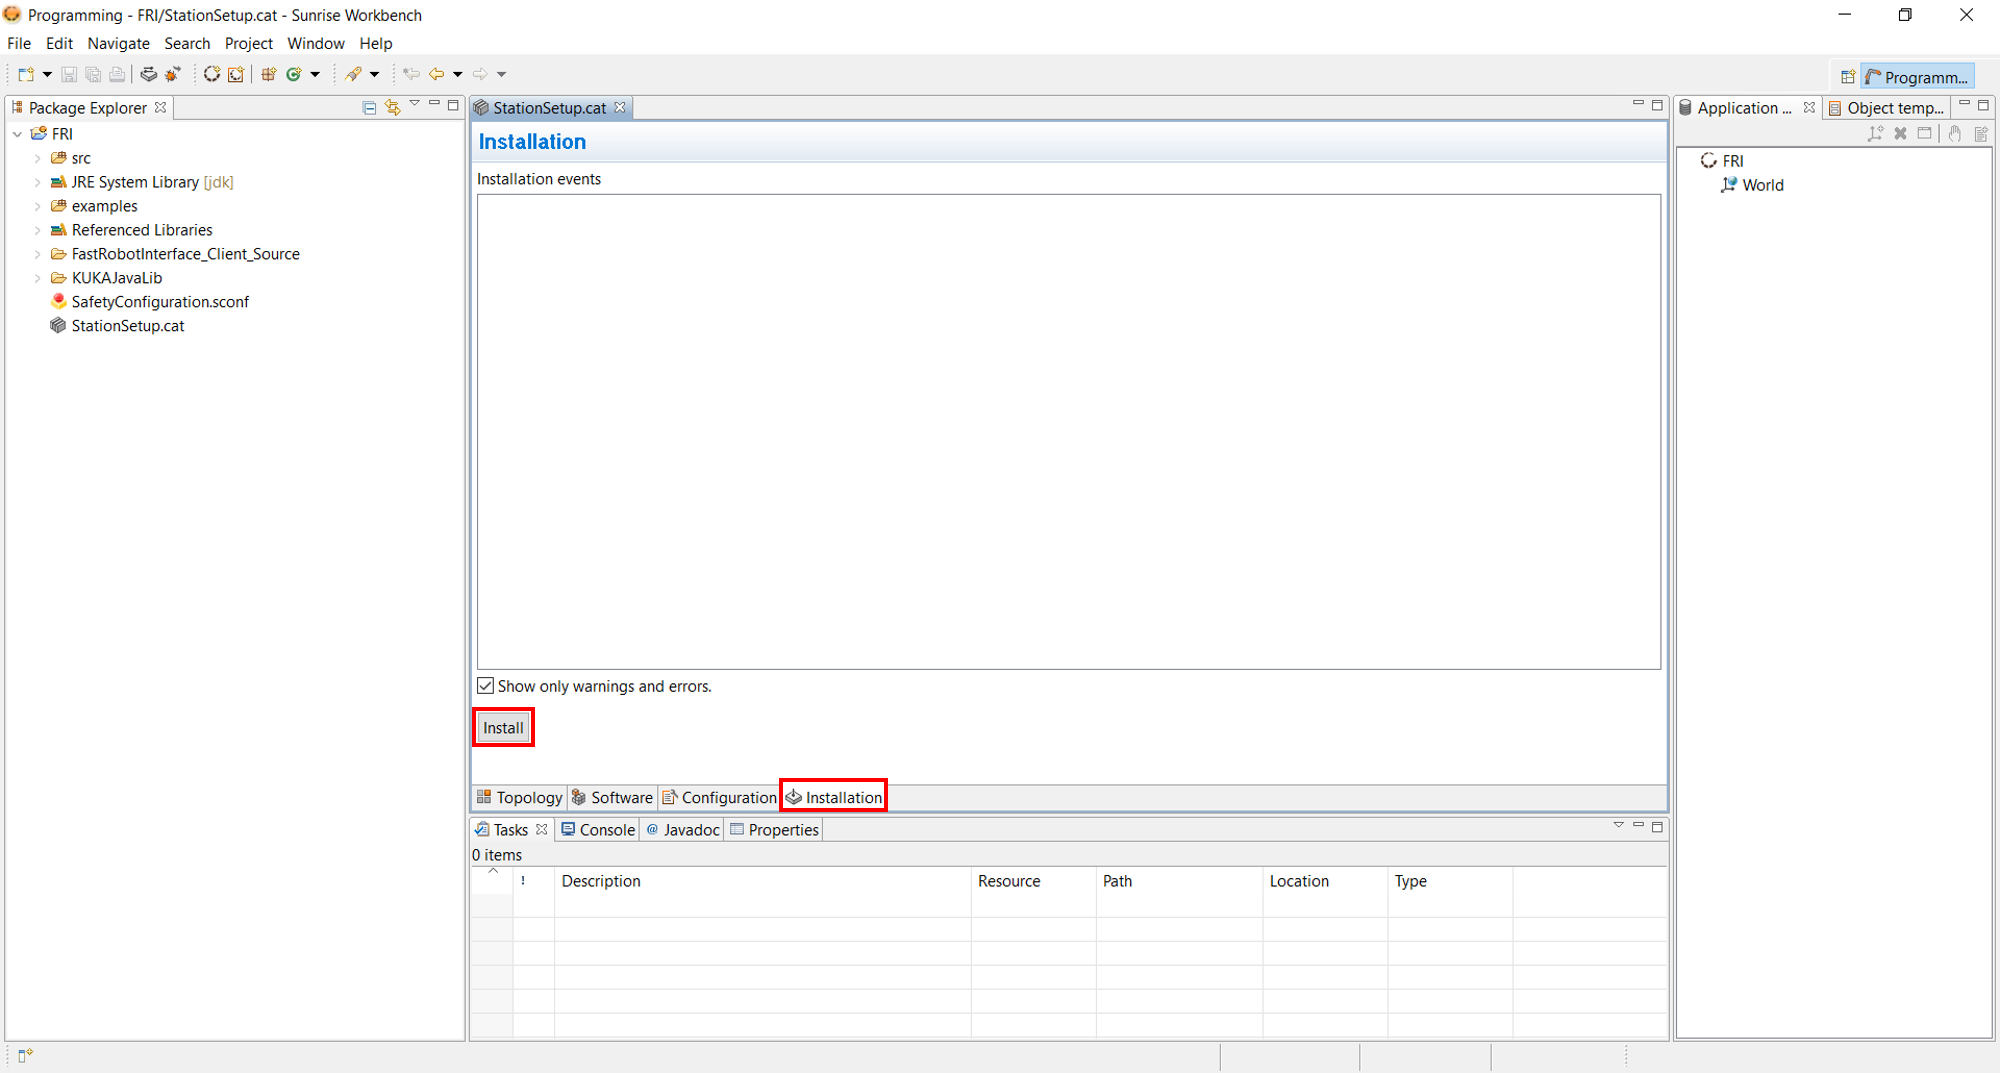 Programming - FRI/StationSetup.cat - Sunrise Workbench
File Edit Navigate Search Project Window Help
Programm...
Package Explorer
FRI
src
JRE System Library [jdk]
examples
Referenced Libraries
FastRobotInterface_Client_Source
KUKAJavaLib
SafetyConfiguration.sconf
StationSetup.cat
StationSetup.cat
Installation
Installation events
Show only warnings and errors.
Install
Topology Software Configuration Installation
Tasks Console @ Javadoc Properties
0 items
! Description Resource Path Location Type
Application ... Object temp...
FRI
World